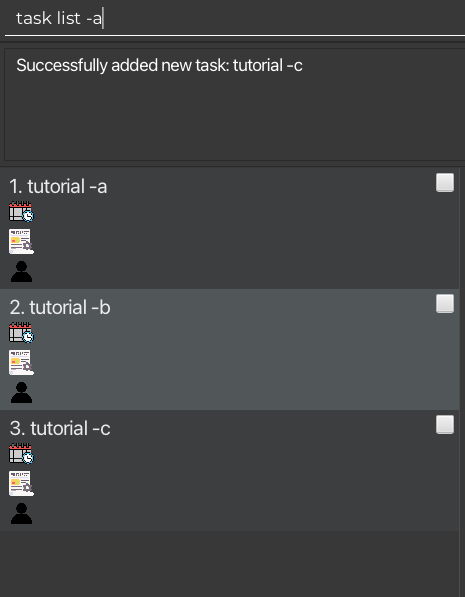 task list -a
Successfully added new task: tutorial -c
1. tutorial -a
2. tutorial -b
3. tutorial -c